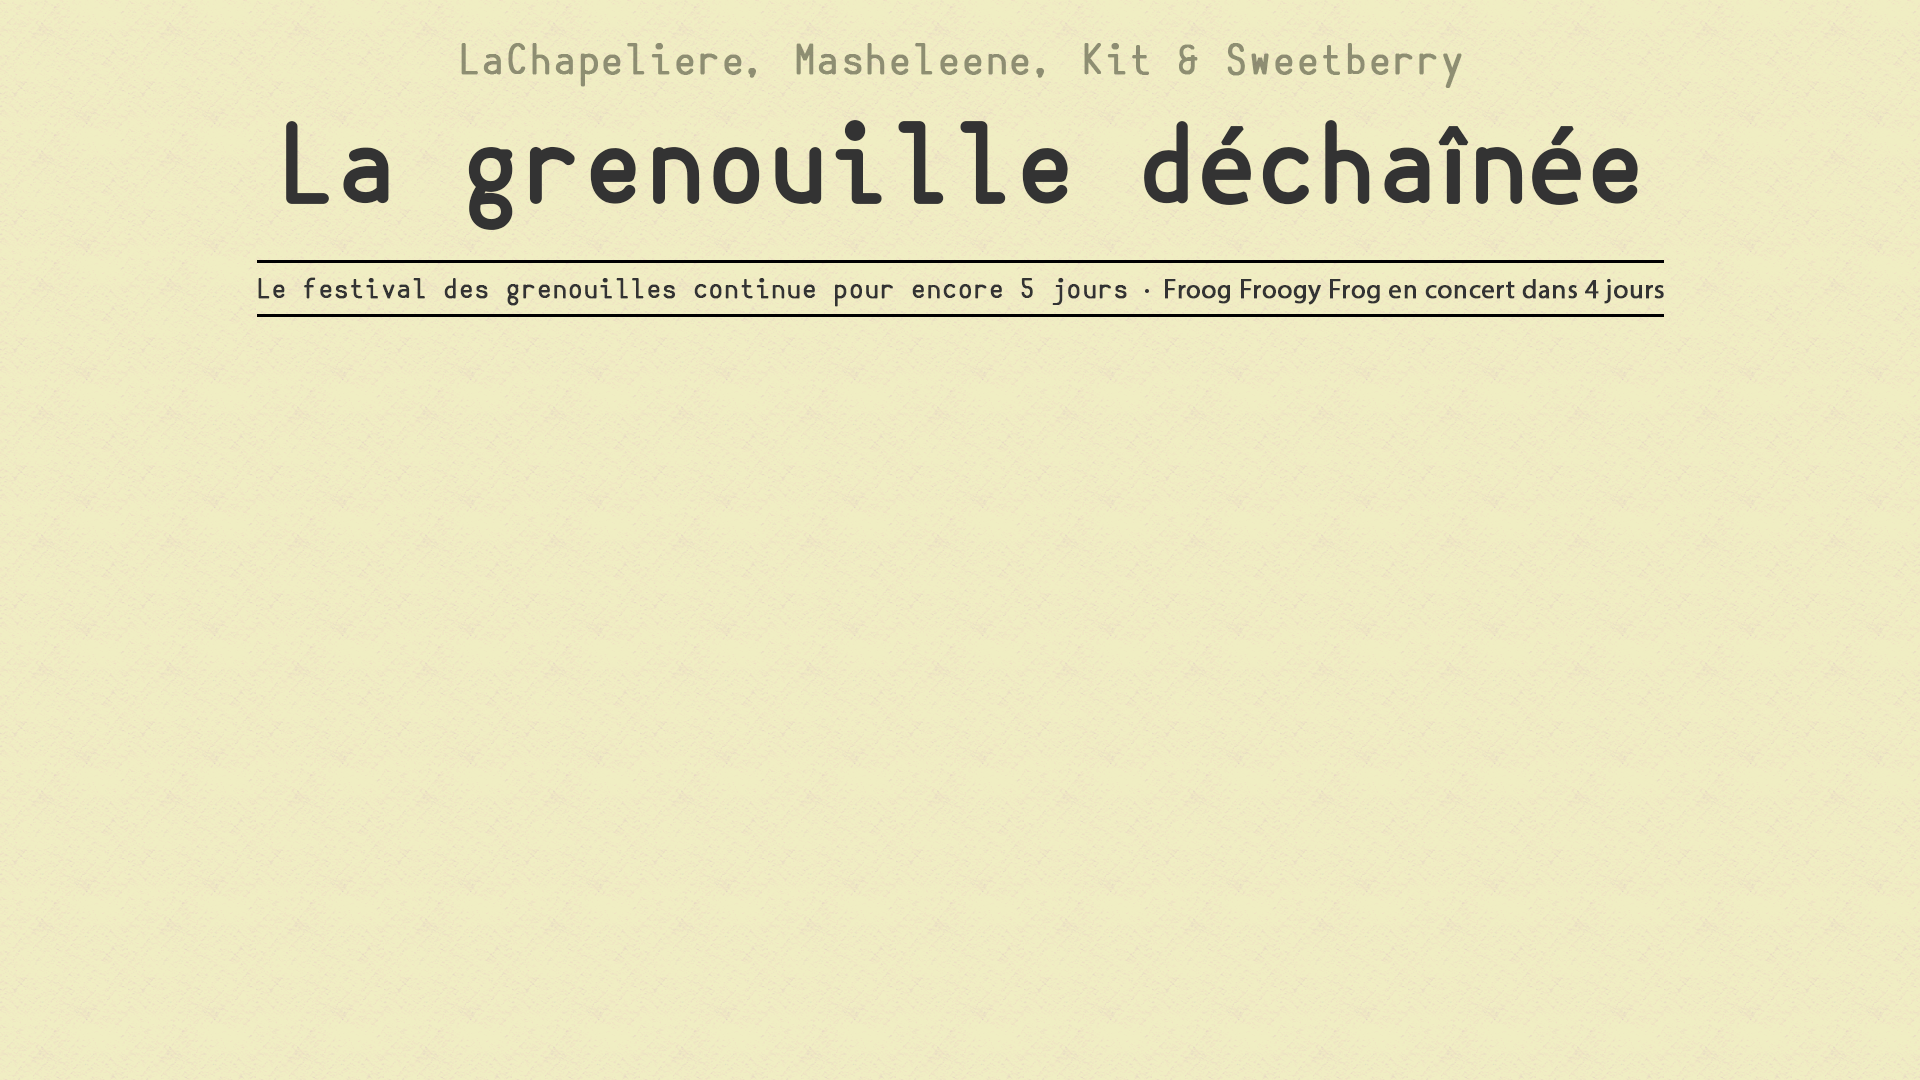 LaChapeliere, Masheleene, Kit & Sweetberry
La grenouille déchaînée
Le festival des grenouilles continue pour encore 5 jours · Froog Froogy Frog en concert dans 4 jours